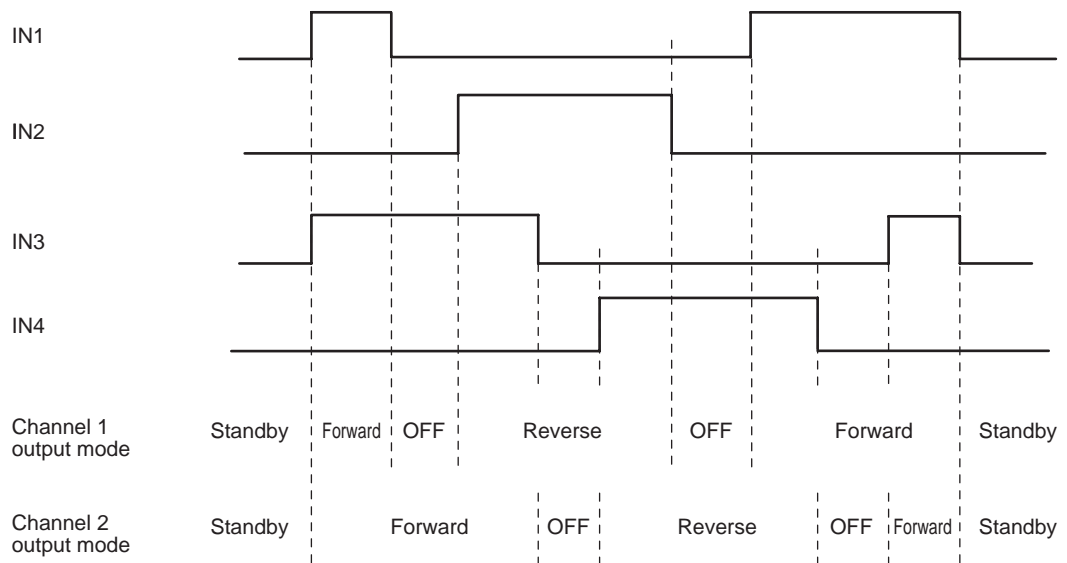 IN1
IN2
IN3
IN4
Channel 1
output mode
Standby Forward OFF Reverse OFF Forward Standby
Channel 2
output mode
Standby Forward OFF Reverse OFF Forward Standby